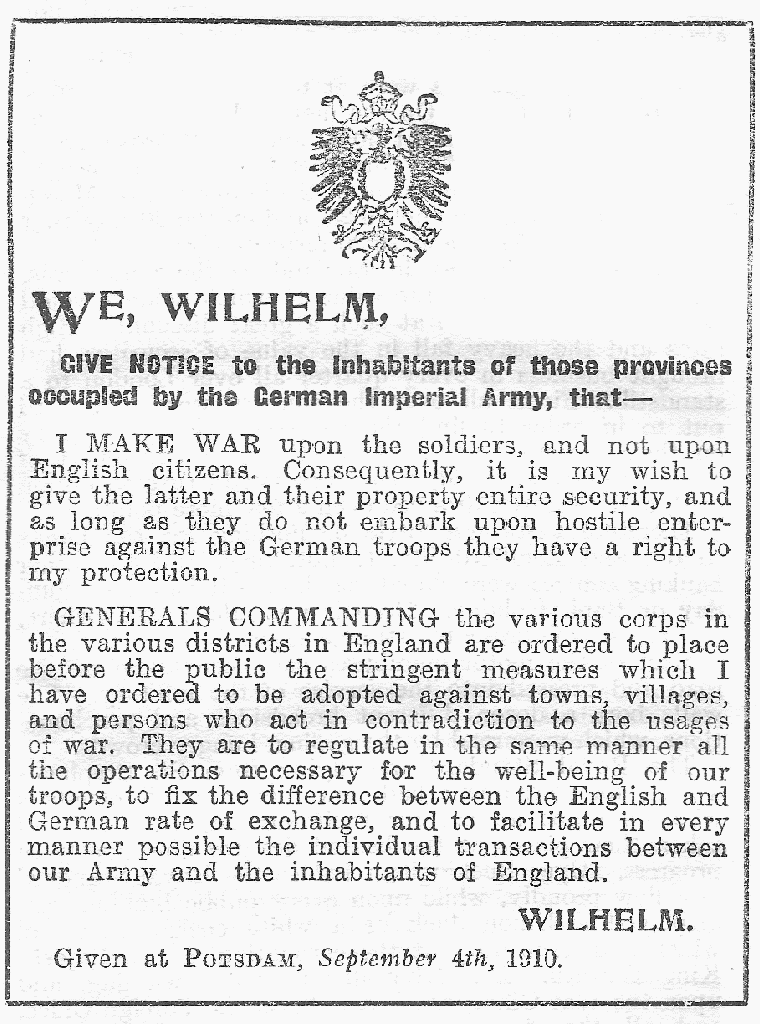 WE, WILHELM,
GIVE NOTICE to the inhabitants of those provinces
occupied by the German Imperial Army, that—
I MAKE WAR upon the soldiers, and not upon
English citizens. Consequently, it is my wish to
give the latter and their property entire security, and
as long as they do not embark upon hostile enter-
prise against the German troops they have a right to
my protection.
GENERALS COMMANDING the various corps in
the various districts in England are ordered to place
before the public the stringent measures which I
have ordered to be adopted against towns, villages,
and persons who act in contradiction to the usages
of war. They are to regulate in the same manner all
the operations necessary for the well-being of our
troops, to fix the difference between the English and
German rate of exchange, and to facilitate in every
manner possible the individual transactions between
our Army and the inhabitants of England.
WILHELM.
Given at POTSDAM, September 4th, 1910.